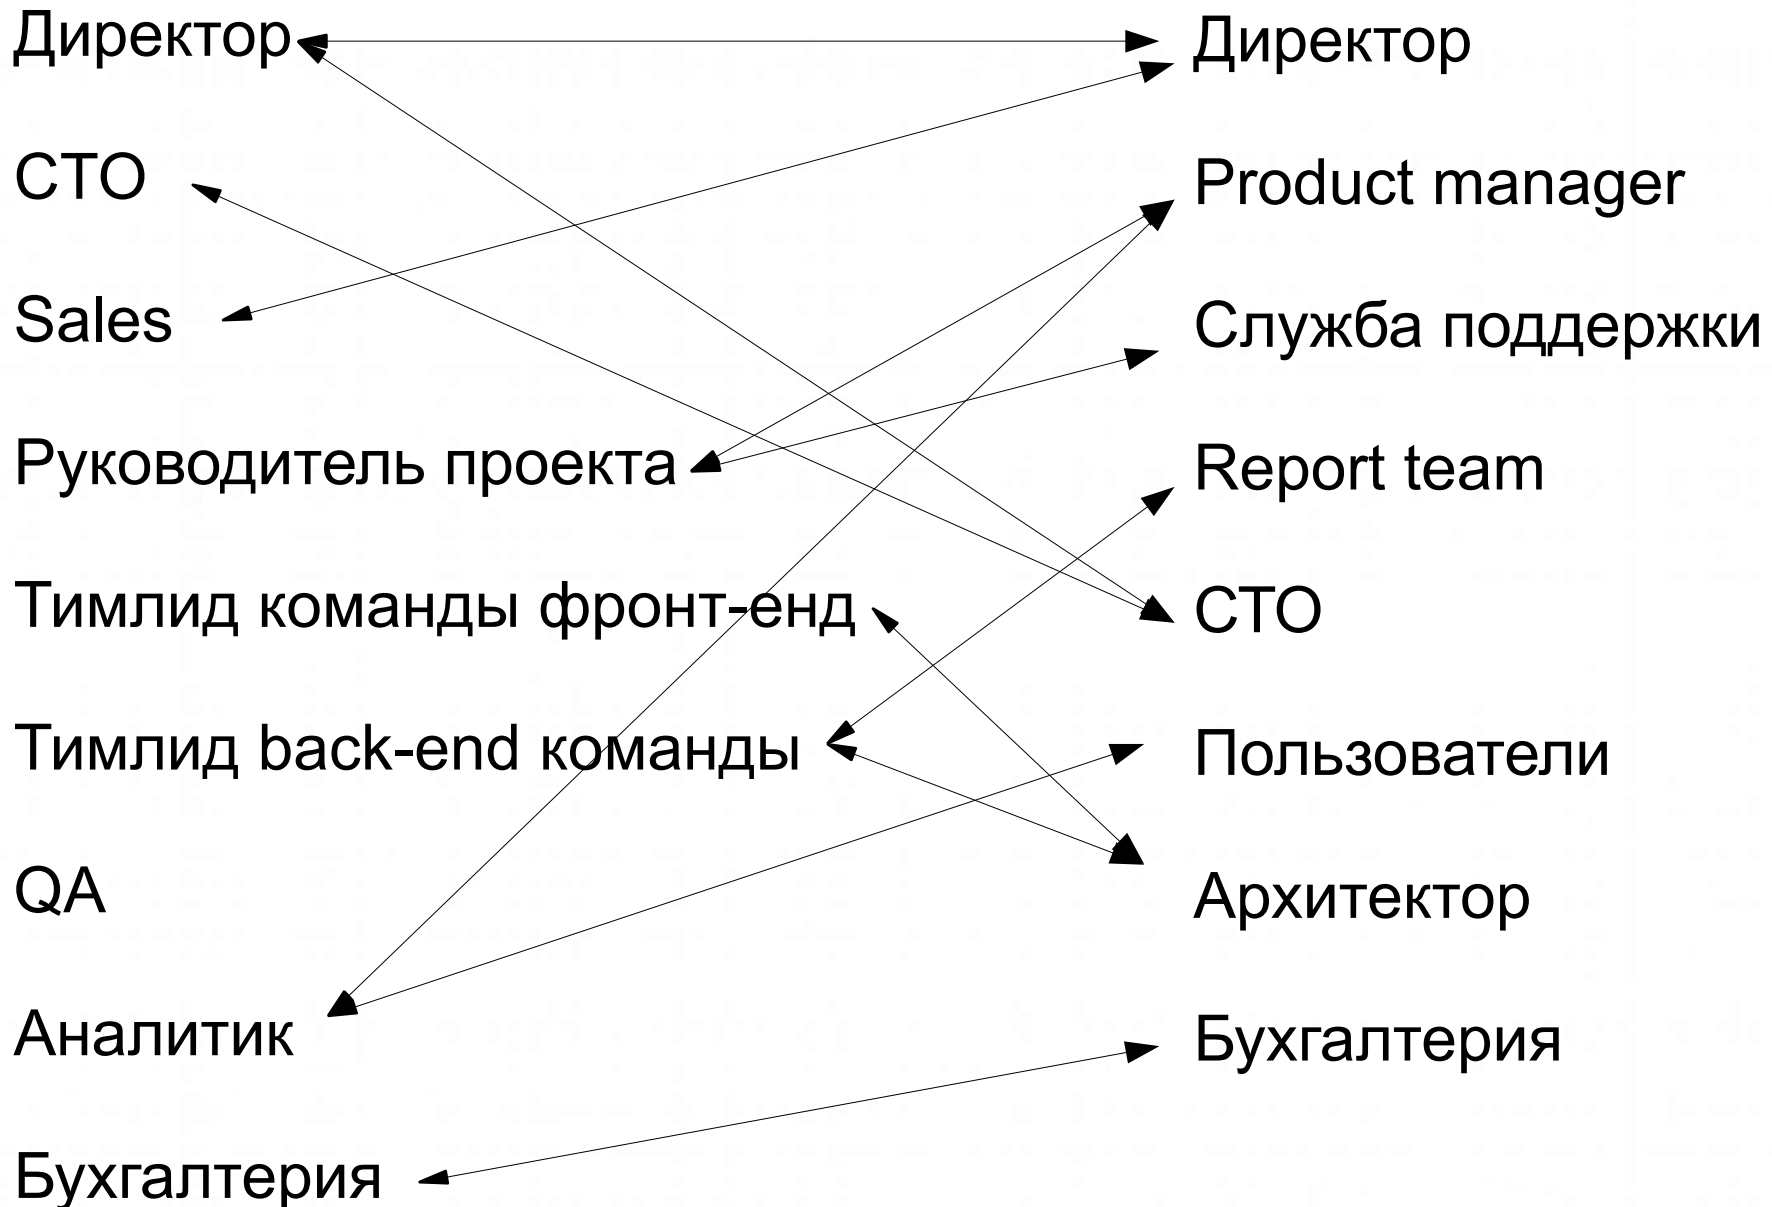 Директор
CTO
Sales
Руководитель проекта
Тимлид команды фронт-енд
Тимлид back-end команды
QA
Аналитик
Бухгалтерия
Директор
Product manager
Служба поддержки
Report team
CTO
Пользователи
Архитектор
Бухгалтерия